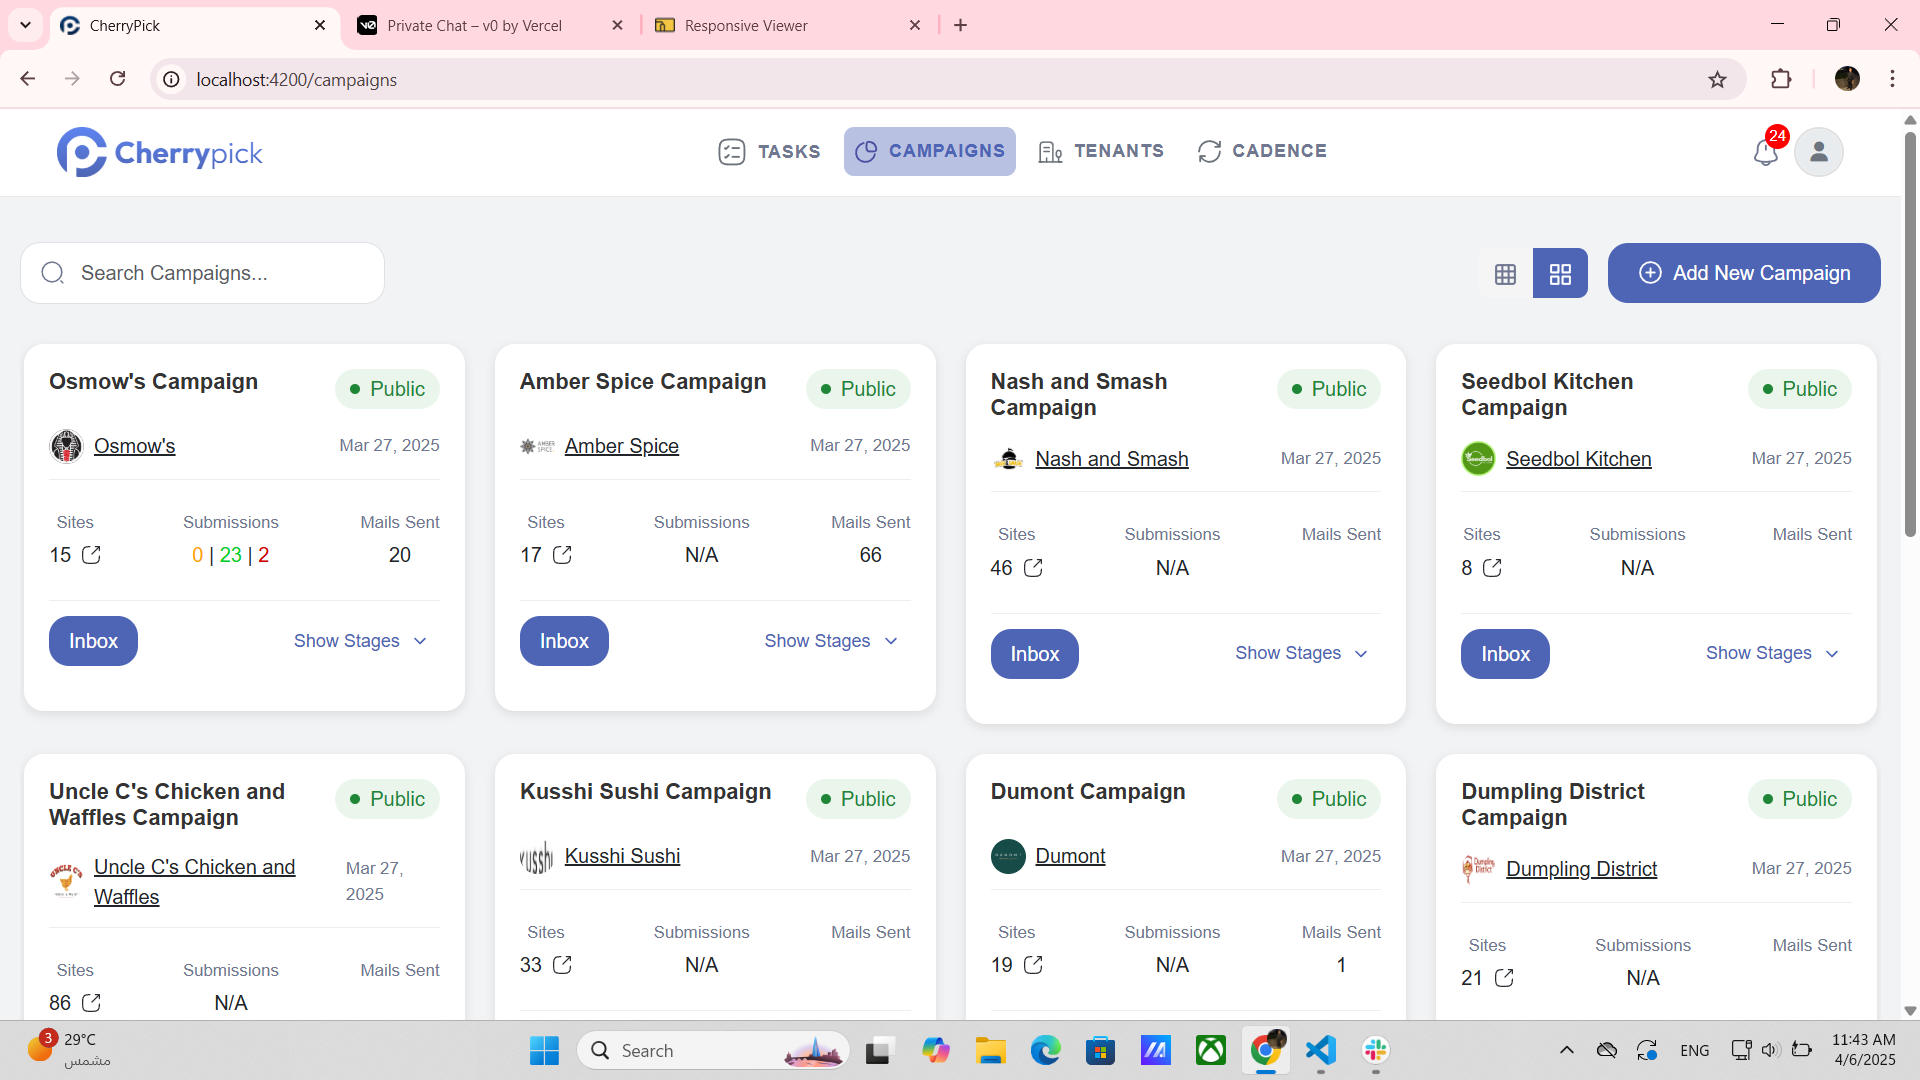 CherryPick
Private Chat – v0 by Vercel
Responsive Viewer
localhost:4200/campaigns
Cherrypick
TASKS
CAMPAIGNS
TENANTS
CADENCE
24
Search Campaigns...
Add New Campaign
Osmow's Campaign
Public
Osmow's
Mar 27, 2025
Sites
Submissions
Mails Sent
15
0 | 23 | 2
20
Inbox
Show Stages
Amber Spice Campaign
Public
AMBER
SPICE
Amber Spice
Mar 27, 2025
Sites
Submissions
Mails Sent
17
N/A
66
Inbox
Show Stages
Nash and Smash
Campaign
Public
Nash and Smash
Mar 27, 2025
Sites
Submissions
Mails Sent
46
N/A
Inbox
Show Stages
Seedbol Kitchen
Campaign
Public
Seedbol
Seedbol Kitchen
Mar 27, 2025
Sites
Submissions
Mails Sent
8
N/A
Inbox
Show Stages
Uncle C's Chicken and
Waffles Campaign
Public
UNCLE C'S
Uncle C's Chicken and
Waffles
Mar 27,
2025
Sites
Submissions
Mails Sent
86
N/A
Kusshi Sushi Campaign
Public
Kusshi Sushi
Mar 27, 2025
Sites
Submissions
Mails Sent
33
N/A
Dumont Campaign
Public
Dumont
Mar 27, 2025
Sites
Submissions
Mails Sent
19
N/A
1
Dumpling District
Campaign
Public
Dumpling
District
Dumpling District
Mar 27, 2025
Sites
Submissions
Mails Sent
21
N/A
3
29°C
مشمس
Search
ENG
11:43 AM
4/6/2025